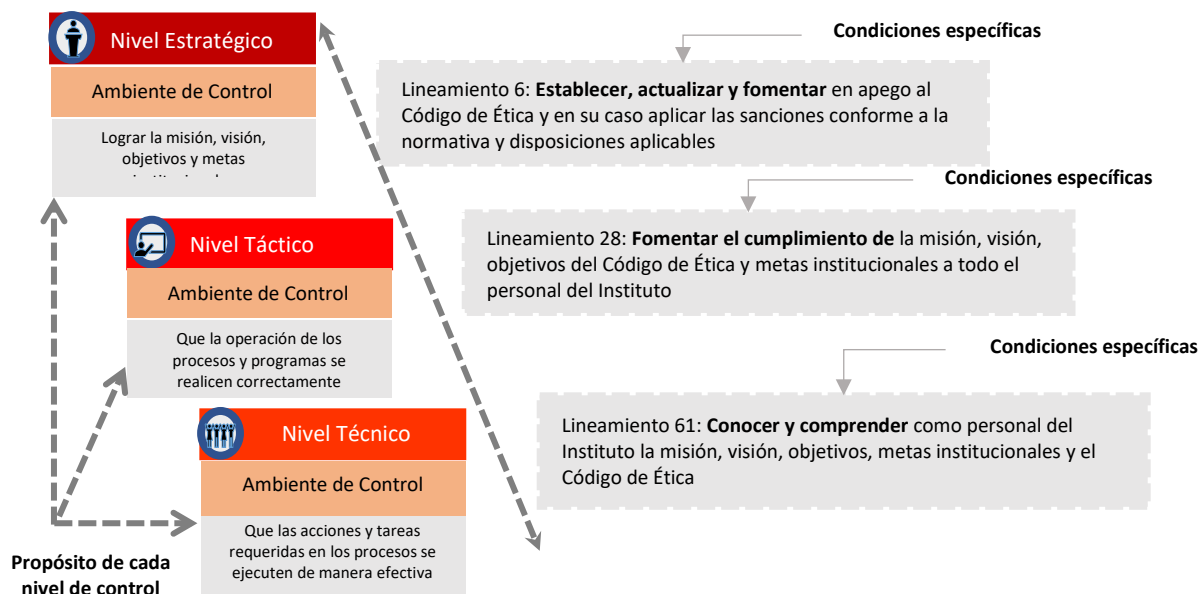 Nivel Estratégico
Ambiente de Control
Lograr la misión, visión,
objetivos y metas
Condiciones específicas
Lineamiento 6: Establecer, actualizar y fomentar en apego al
Código de Ética y en su caso aplicar las sanciones conforme a la
normativa y disposiciones aplicables
Nivel Táctico
Ambiente de Control
Que la operación de los
procesos y programas se
realicen correctamente
Condiciones específicas
Lineamiento 28: Fomentar el cumplimiento de la misión, visión,
objetivos del Código de Ética y metas institucionales a todo el
personal del Instituto
Nivel Técnico
Ambiente de Control
Que las acciones y tareas
requeridas en los procesos se
ejecuten de manera efectiva
Condiciones específicas
Lineamiento 61: Conocer y comprender como personal del
Instituto la misión, visión, objetivos, metas institucionales y el
Código de Ética
Propósito de cada
nivel de control